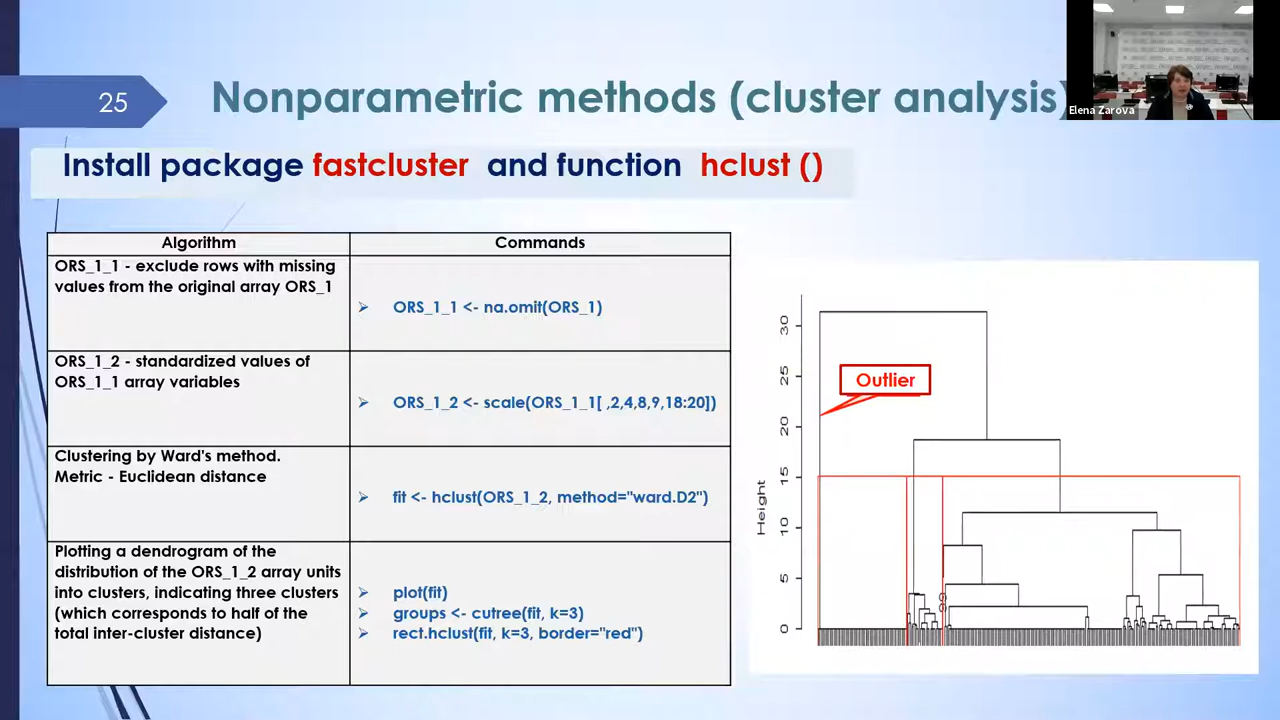 25
Nonparametric methods (cluster analysis)
Elena Zarova
Install package fastcluster and function hclust ()
Algorithm
Commands
ORS_1_1 - exclude rows with missing
values from the original array ORS_1
ORS_1_1 <- na.omit(ORS_1)
ORS_1_2 - standardized values of
ORS_1_1 array variables
ORS_1_2 <- scale(ORS_1_1[ ,2,4,8,9,18:20])
Clustering by Ward's method.
Metric - Euclidean distance
fit <- hclust(ORS_1_2, method="ward.D2")
Plotting a dendrogram of the
distribution of the ORS_1_2 array units
into clusters, indicating three clusters
(which corresponds to half of the
total inter-cluster distance)
plot(fit)
groups <- cutree(fit, k=3)
rect.hclust(fit, k=3, border="red")
Outlier
Height
30
25
20
15
10
5
0